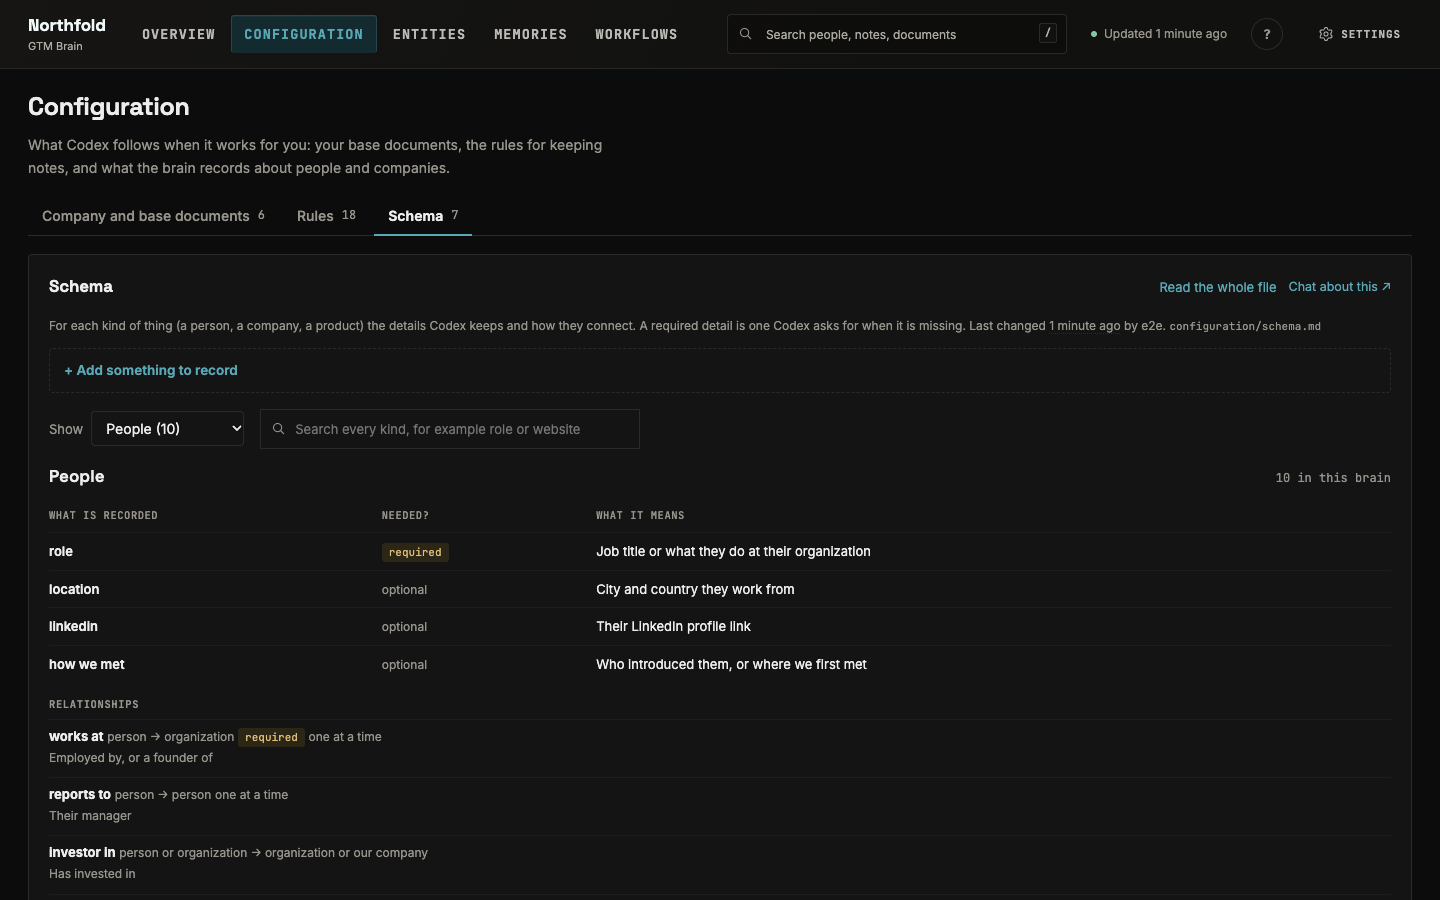 Northfold
GTM Brain
OVERVIEW
CONFIGURATION
ENTITIES
MEMORIES
WORKFLOWS
Search people, notes, documents
/
Updated 1 minute ago
?
SETTINGS
Configuration
What Codex follows when it works for you: your base documents, the rules for keeping
notes, and what the brain records about people and companies.
Company and base documents 6
Rules 18
Schema 7
Schema
Read the whole file
Chat about this ↗
For each kind of thing (a person, a company, a product) the details Codex keeps and how they connect. A required detail is one Codex asks for when it is missing. Last changed 1 minute ago by e2e. configuration/schema.md
+ Add something to record
Show
People (10)
Search every kind, for example role or website
People
10 in this brain
WHAT IS RECORDED
NEEDED?
WHAT IT MEANS
role
required
Job title or what they do at their organization
location
optional
City and country they work from
linkedin
optional
Their LinkedIn profile link
how we met
optional
Who introduced them, or where we first met
RELATIONSHIPS
works at person → organization required one at a time
Employed by, or a founder of
reports to person → person one at a time
Their manager
investor in person or organization → organization or our company
Has invested in